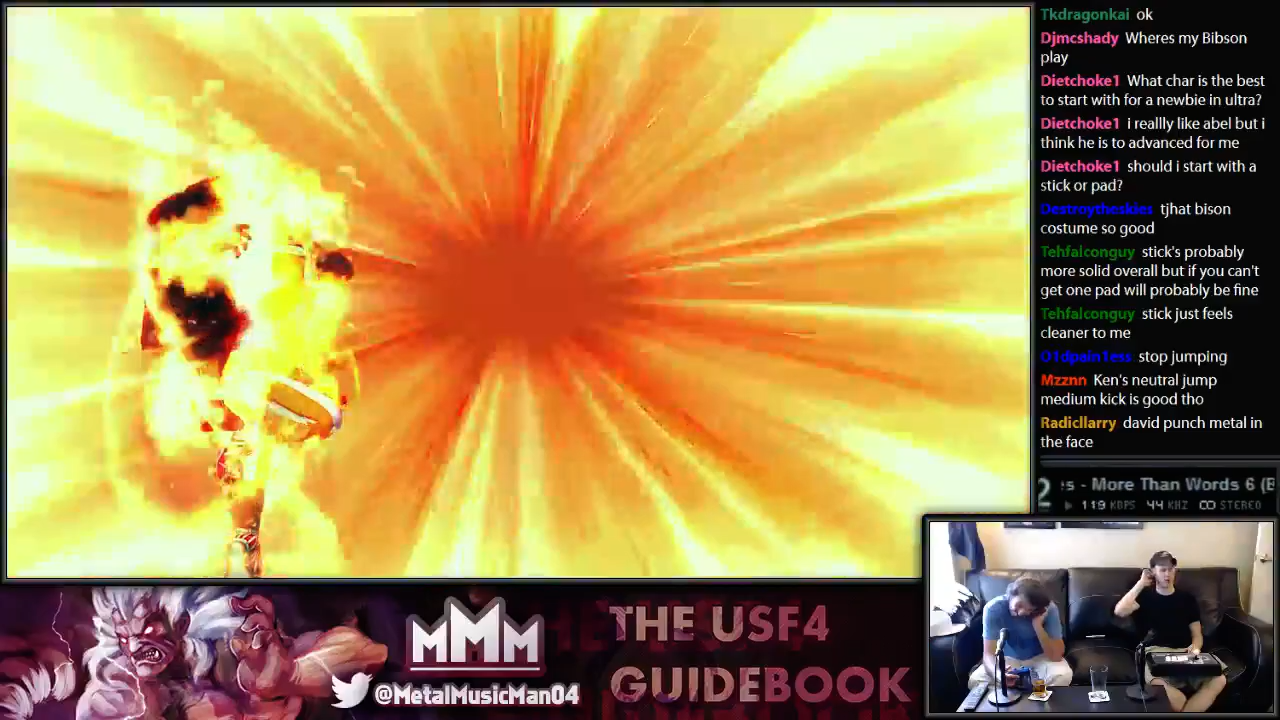 Tkdragonkai ok
Djmcshady Wheres my Bibson
play
Dietchoke1 What char is the best
to start with for a newbie in ultra?
Dietchoke1 i reallly like abel but i
think he is to advanced for me
Dietchoke1 should i start with a
stick or pad?
Destroytheskies tjhat bison
costume so good
Tehfalconguy stick's probably
more solid overall but if you can't
get one pad will probably be fine
Tehfalconguy stick just feels
cleaner to me
O1dpain1ess stop jumping
Mzznn Ken's neutral jump
medium kick is good tho
Radicllarry david punch metal in
the face
2 :s - More Than Words 6 (B
119 KBPS 44 KHZ STEREO
MMM
@MetalMusicMan04
THE USF4
GUIDEBOOK